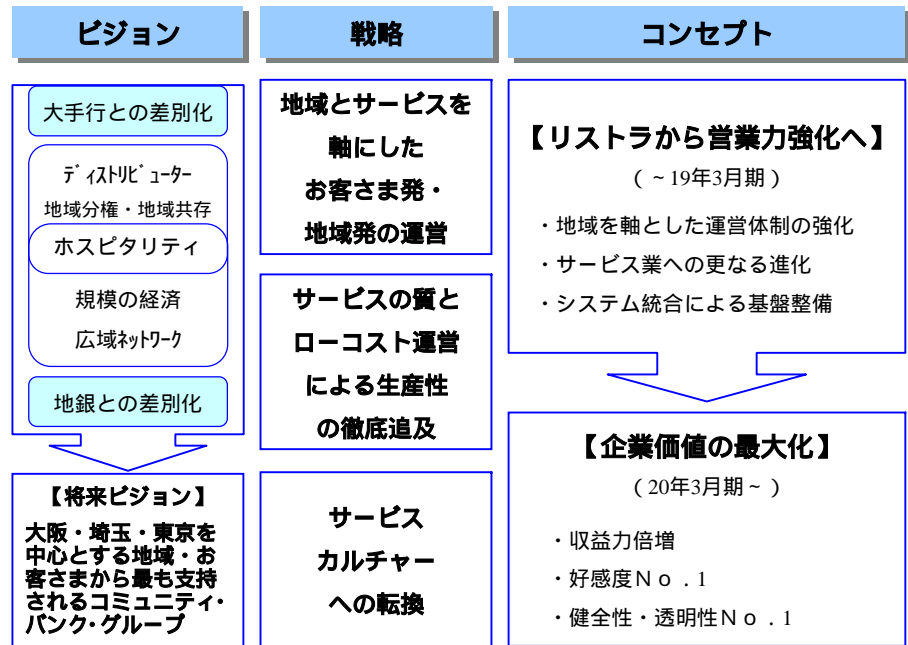 ビジョン
大手行との差別化
ディストリビューター
地域分権・地域共存
ホスピタリティ
規模の経済
広域ネットワーク
地銀との差別化
【将来ビジョン】
大阪・埼玉・東京を
中心とする地域・お
客さまから最も支持
されるコミュニティ・
バンク・グループ
戦略
地域とサービスを
軸にした
お客さま発・
地域発の運営
サービスの質と
ローコスト運営
による生産性
の徹底追及
サービス
カルチャー
への転換
コンセプト
【リストラから営業力強化へ】
（～19年3月期）
・地域を軸とした運営体制の強化
・サービス業への更なる進化
・システム統合による基盤整備
【企業価値の最大化】
（20年3月期～）
・収益力倍増
・好感度Ｎｏ．1
・健全性・透明性Ｎｏ．1